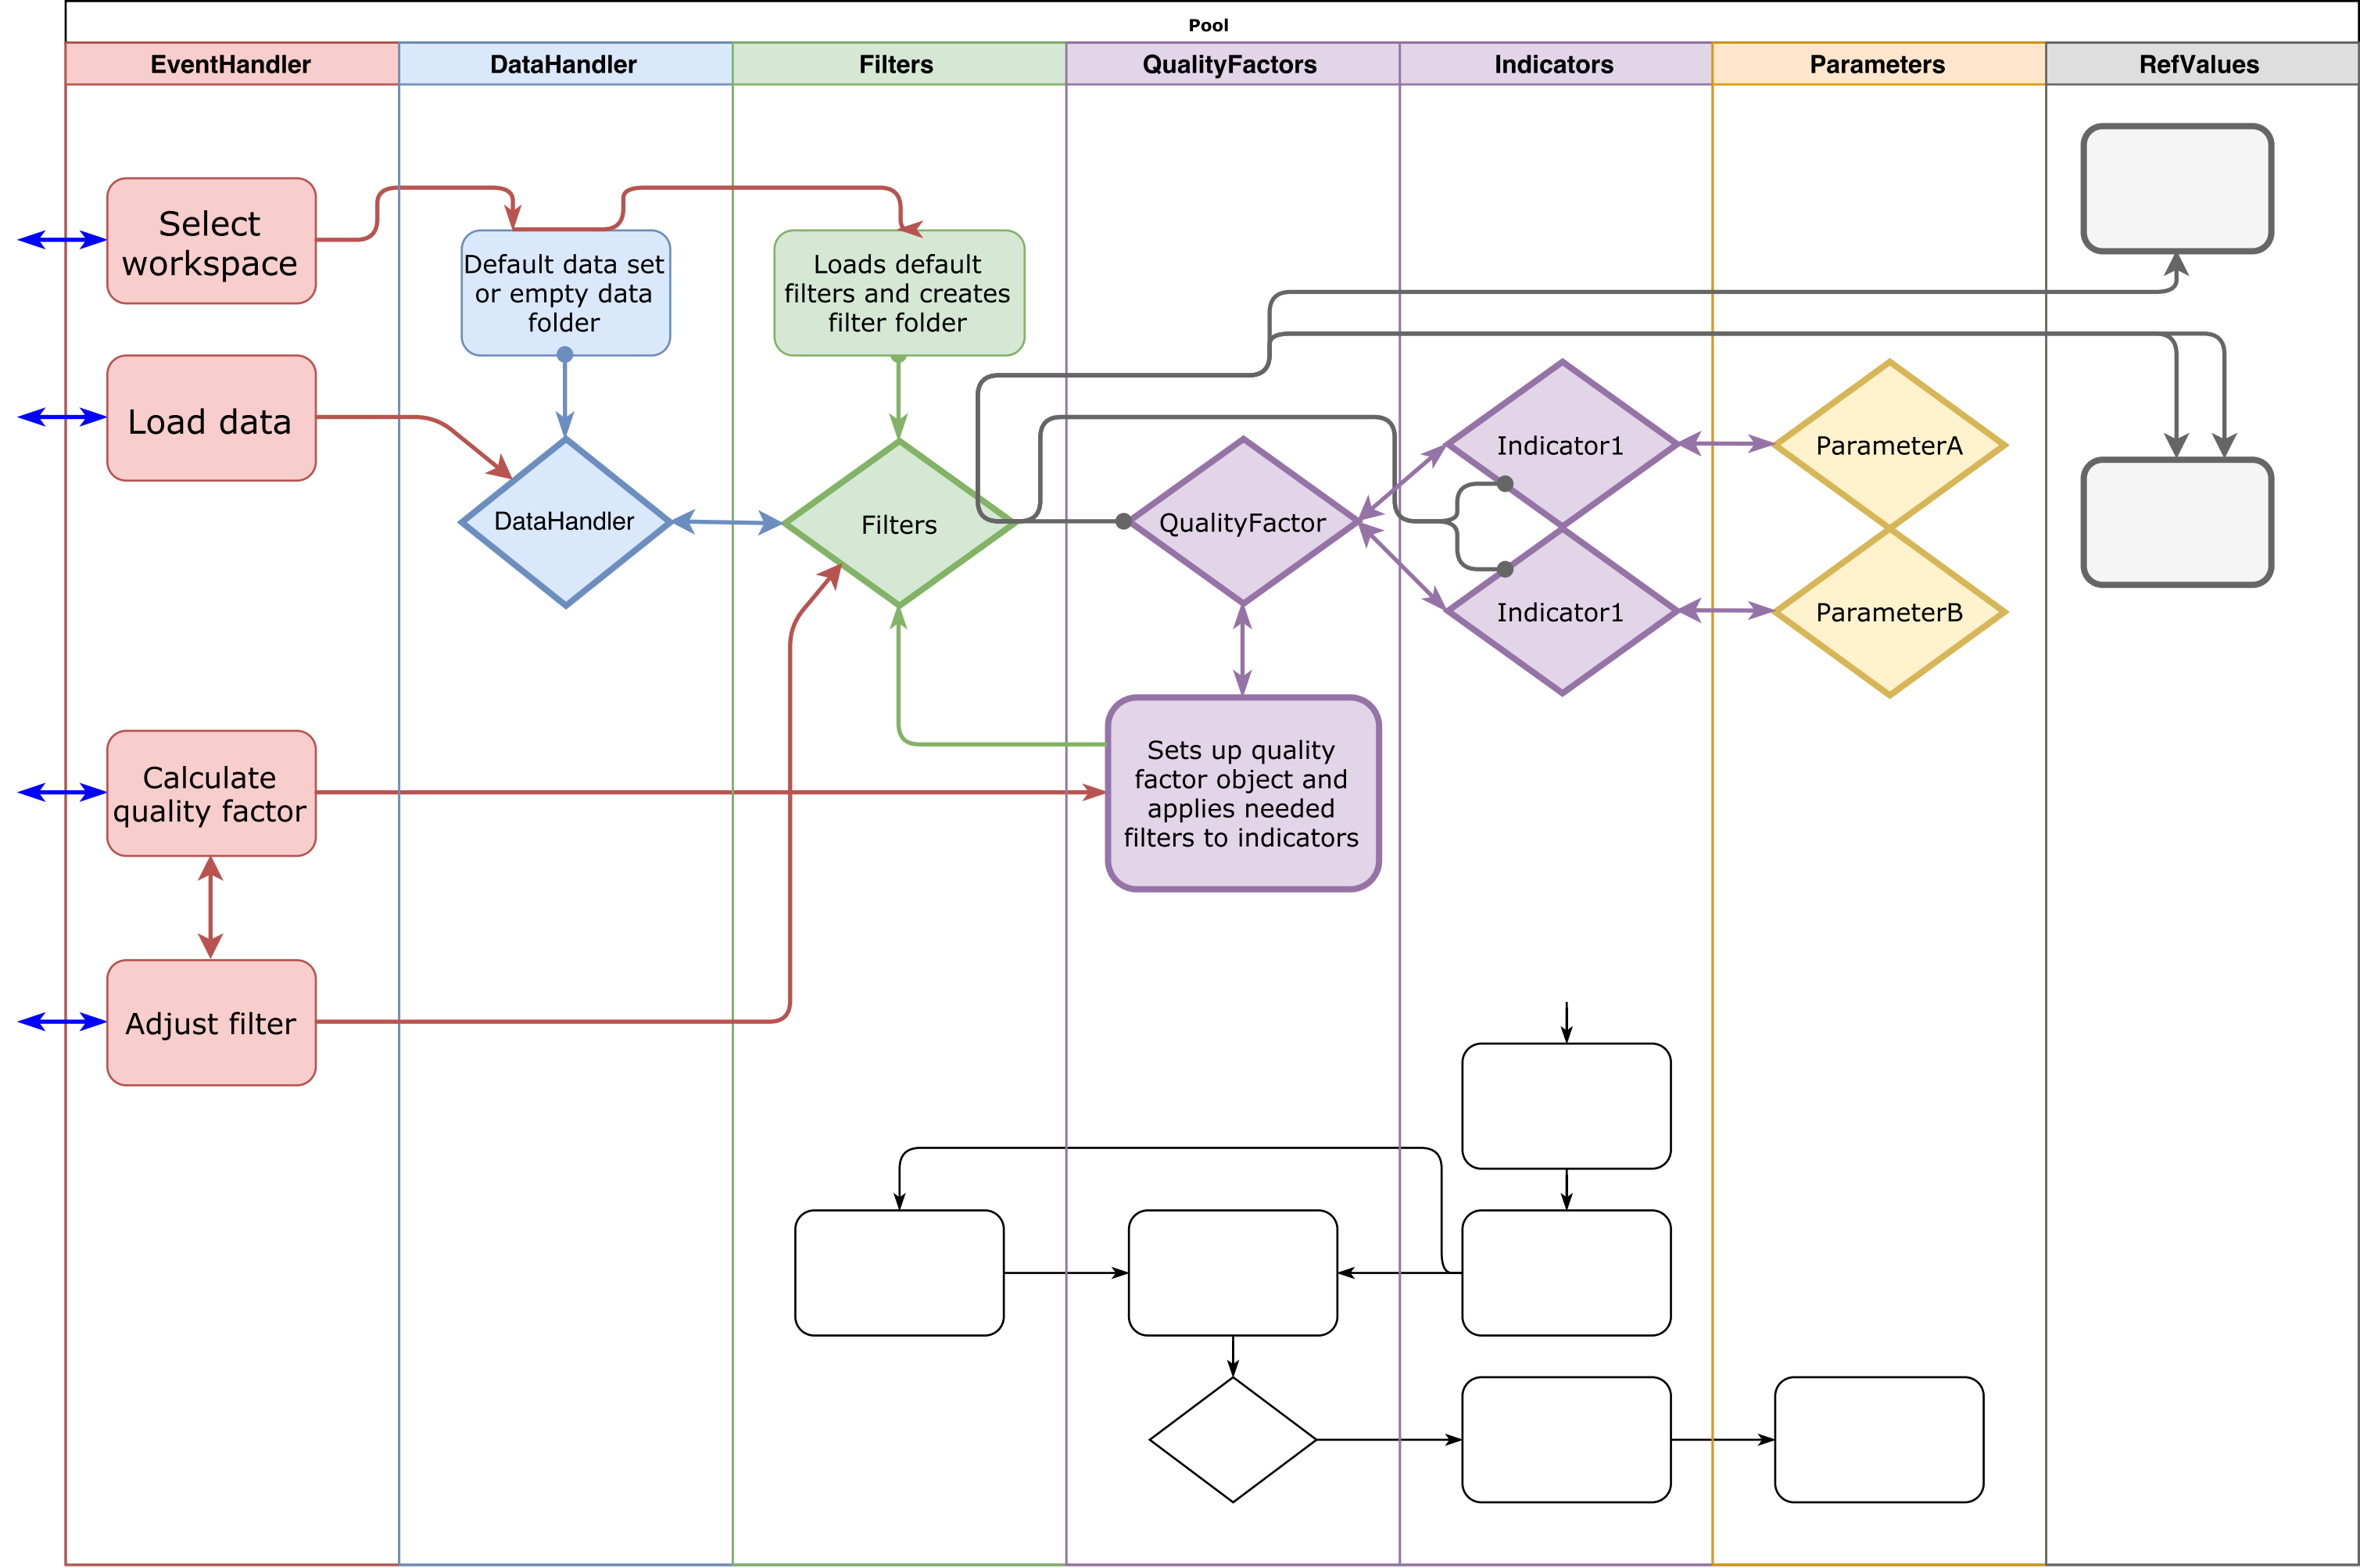 Pool
EventHandler
DataHandler
Filters
QualityFactors
Indicators
Parameters
RefValues
Select
workspace
Default data set
or empty data
folder
Loads default
filters and creates
filter folder
Load data
DataHandler
Filters
QualityFactor
Indicator1
ParameterA
Indicator1
ParameterB
Calculate
quality factor
Sets up quality
factor object and
applies needed
filters to indicators
Adjust filter